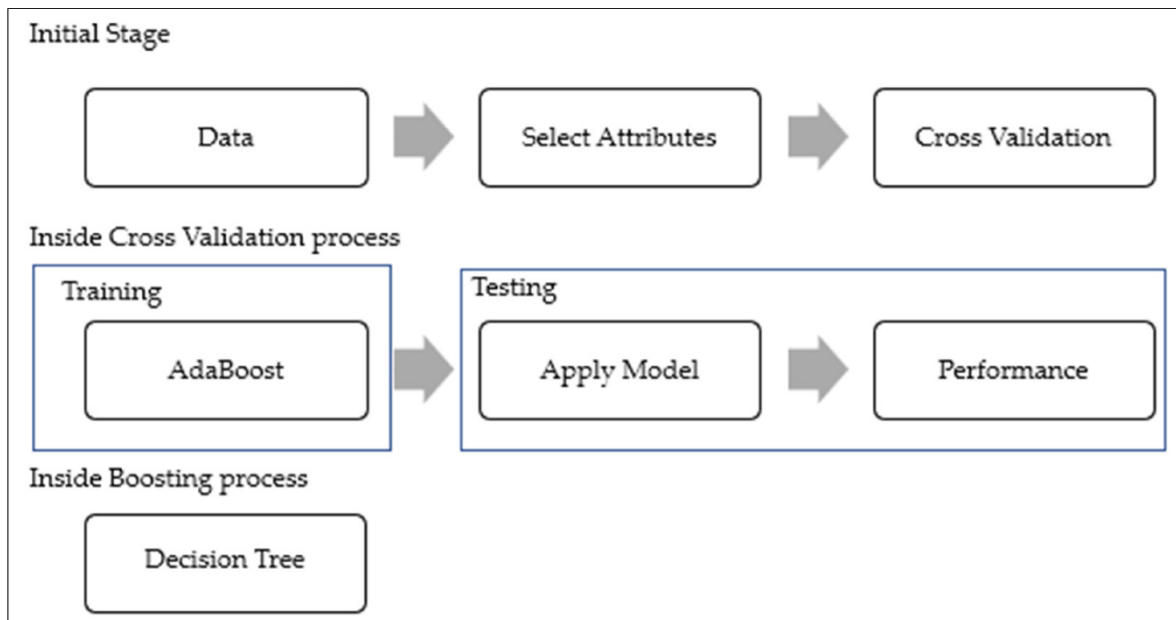 Initial Stage
Data
Select Attributes
Cross Validation
Inside Cross Validation process
Training
Testing
AdaBoost
Apply Model
Performance
Inside Boosting process
Decision Tree